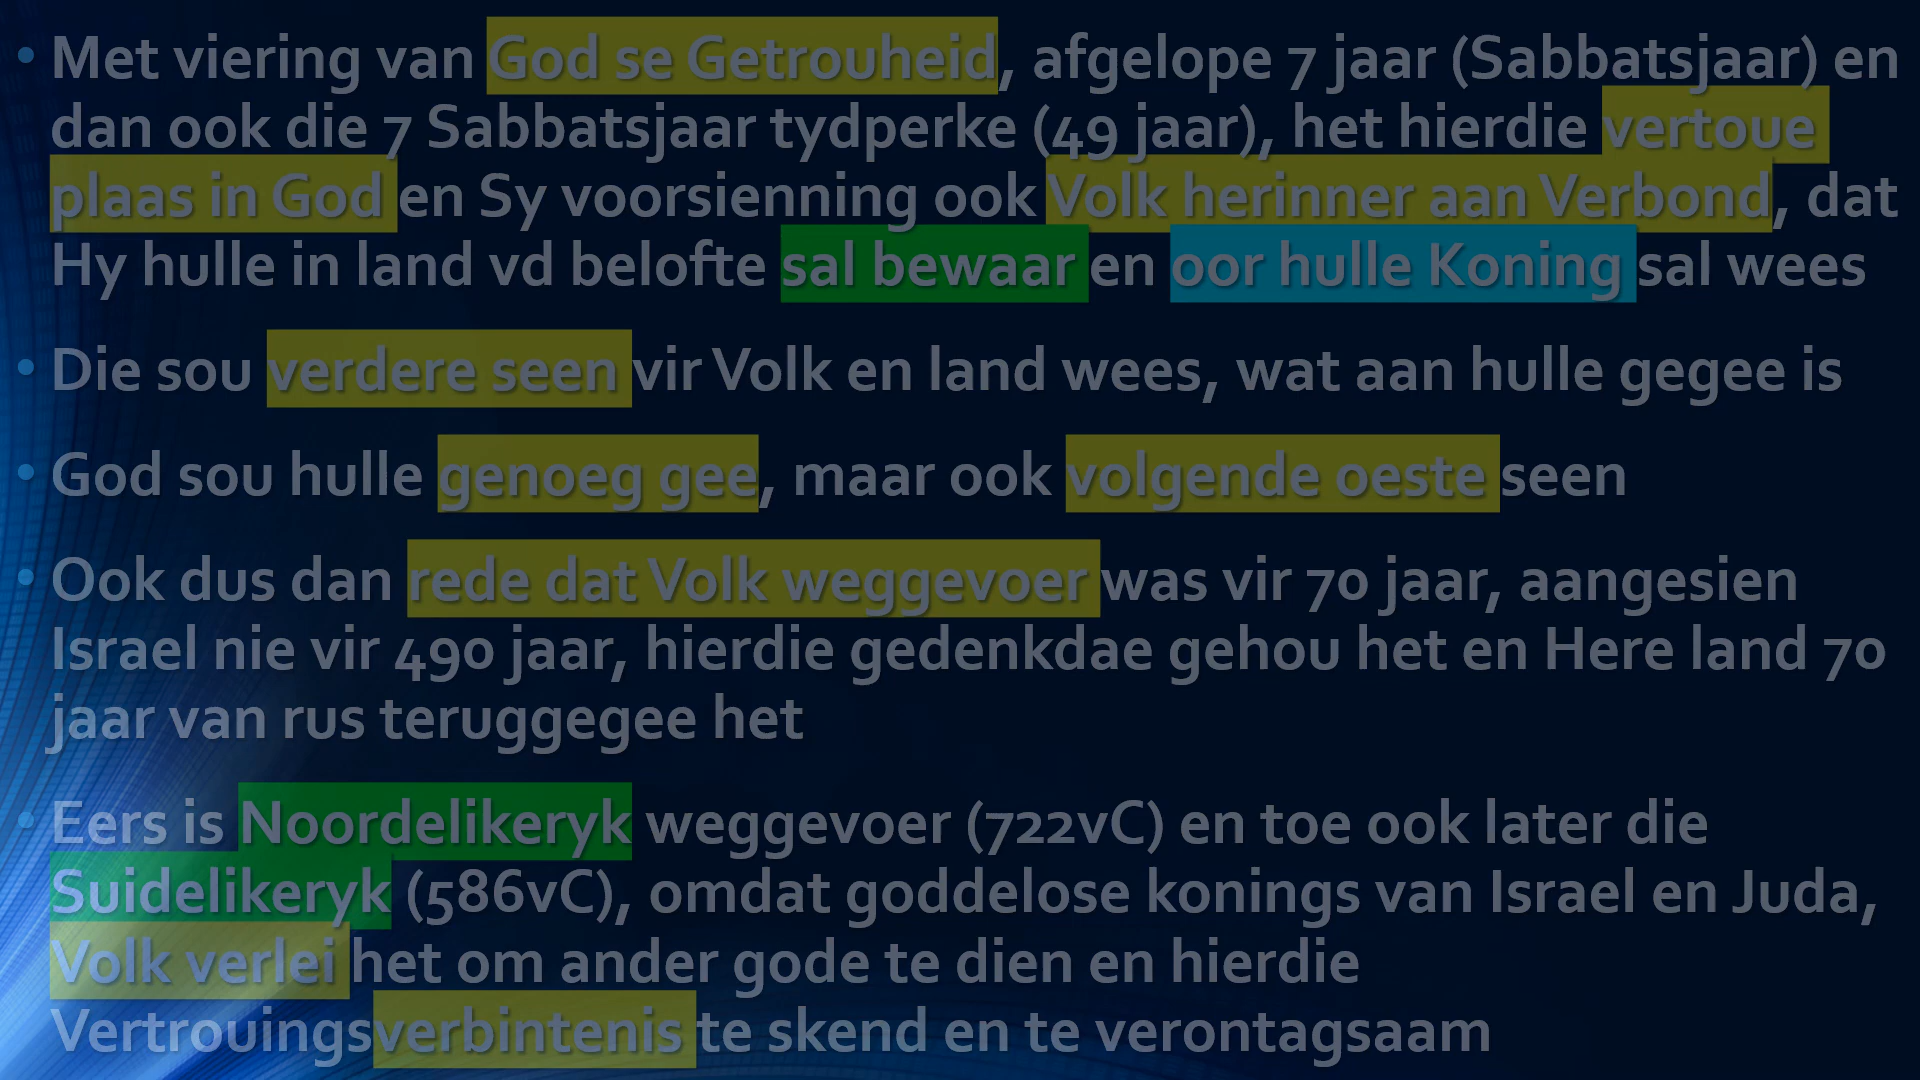 • Met viering van God se Getrouheid, afgelope 7 jaar (Sabbatsjaar) en
dan ook die 7 Sabbatsjaar tydperke (49 jaar), het hierdie vertoue
plaas in God en Sy voorsienning ook Volk herinner aan Verbond, dat
Hy hulle in land vd belofte sal bewaar en oor hulle Koning sal wees
• Die sou verdere seen vir Volk en land wees, wat aan hulle gegee is
• God sou hulle genoeg gee, maar ook volgende oeste seen
• Ook dus dan rede dat Volk weggevoer was vir 70 jaar, aangesien
Israel nie vir 490 jaar, hierdie gedenkdae gehou het en Here land 70
jaar van rus teruggegee het
• Eers is Noordelikeryk weggevoer (722vC) en toe ook later die
Suidelikeryk (586vC), omdat goddelose konings van Israel en Juda,
Volk verlei het om ander gode te dien en hierdie
Vertrouingsverbintenis te skend en te verontagsaam